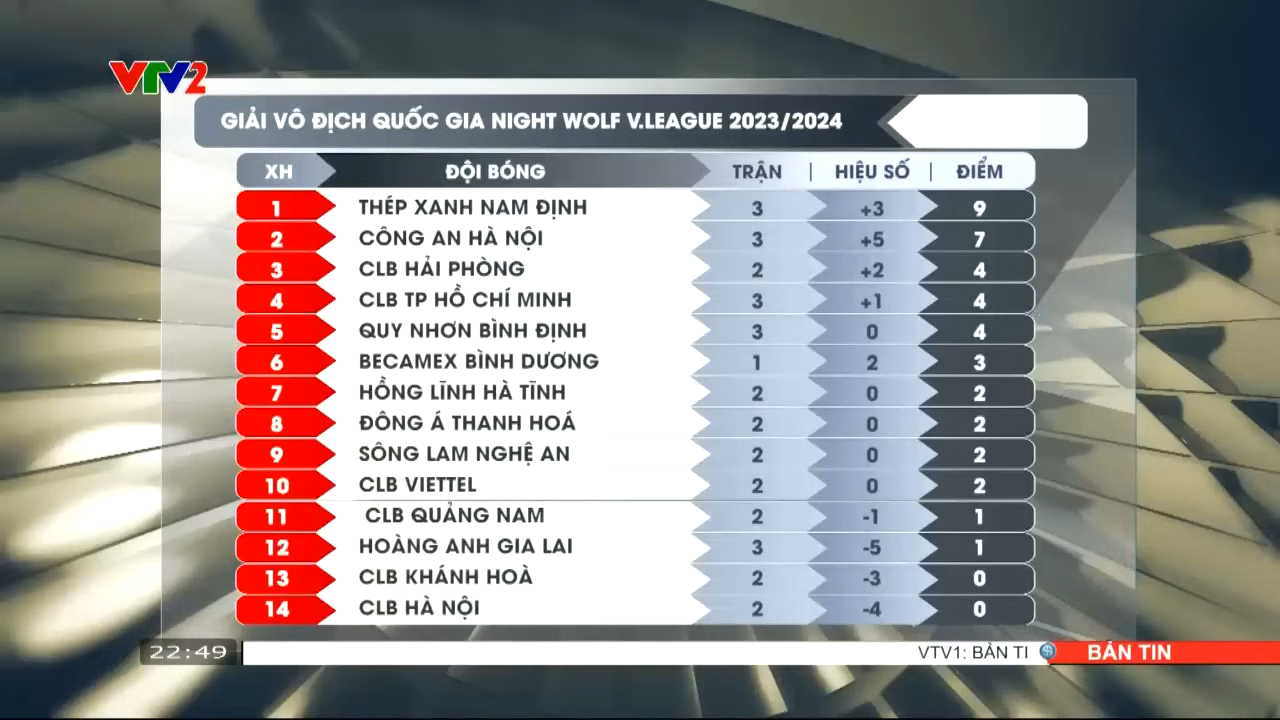 VTV2
GIẢI VÔ ĐỊCH QUỐC GIA NIGHT WOLF V.LEAGUE 2023/2024
XH ĐỘI BÓNG TRẬN | HIỆU SỐ | ĐIỂM
1 THÉP XANH NAM ĐỊNH 3 +3 9
2 CÔNG AN HÀ NỘI 3 +5 7
3 CLB HẢI PHÒNG 2 +2 4
4 CLB TP HỒ CHÍ MINH 3 +1 4
5 QUY NHƠN BÌNH ĐỊNH 3 0 4
6 BECAMEX BÌNH DƯƠNG 1 2 3
7 HỒNG LĨNH HÀ TĨNH 2 0 2
8 ĐÔNG Á THANH HOÁ 2 0 2
9 SÔNG LAM NGHỆ AN 2 0 2
10 CLB VIETTEL 2 0 2
11 CLB QUẢNG NAM 2 -1 1
12 HOÀNG ANH GIA LAI 3 -5 1
13 CLB KHÁNH HOÀ 2 -3 0
14 CLB HÀ NỘI 2 -4 0
22:49 VTV1: BẢN TI BẢN TIN